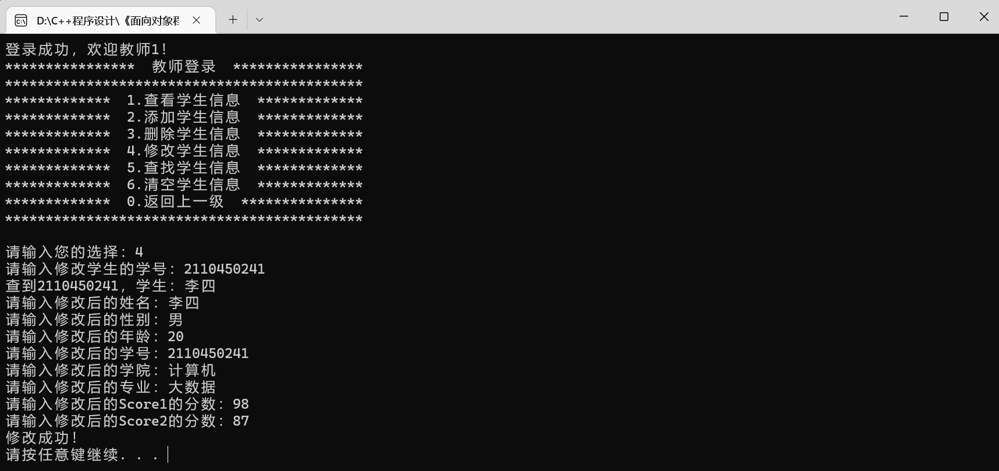 D:\C++程序设计\《面向对象程
登录成功，欢迎教师1！
****************  教师登录  ****************
********************************************
*************  1.查看学生信息  *************
*************  2.添加学生信息  *************
*************  3.删除学生信息  *************
*************  4.修改学生信息  *************
*************  5.查找学生信息  *************
*************  6.清空学生信息  *************
*************  0.返回上一级  ***************
********************************************
请输入您的选择：4
请输入修改学生的学号：2110450241
查到2110450241，学生：李四
请输入修改后的姓名：李四
请输入修改后的性别：男
请输入修改后的年龄：20
请输入修改后的学号：2110450241
请输入修改后的学院：计算机
请输入修改后的专业：大数据
请输入修改后的Score1的分数：98
请输入修改后的Score2的分数：87
修改成功！
请按任意键继续. . .